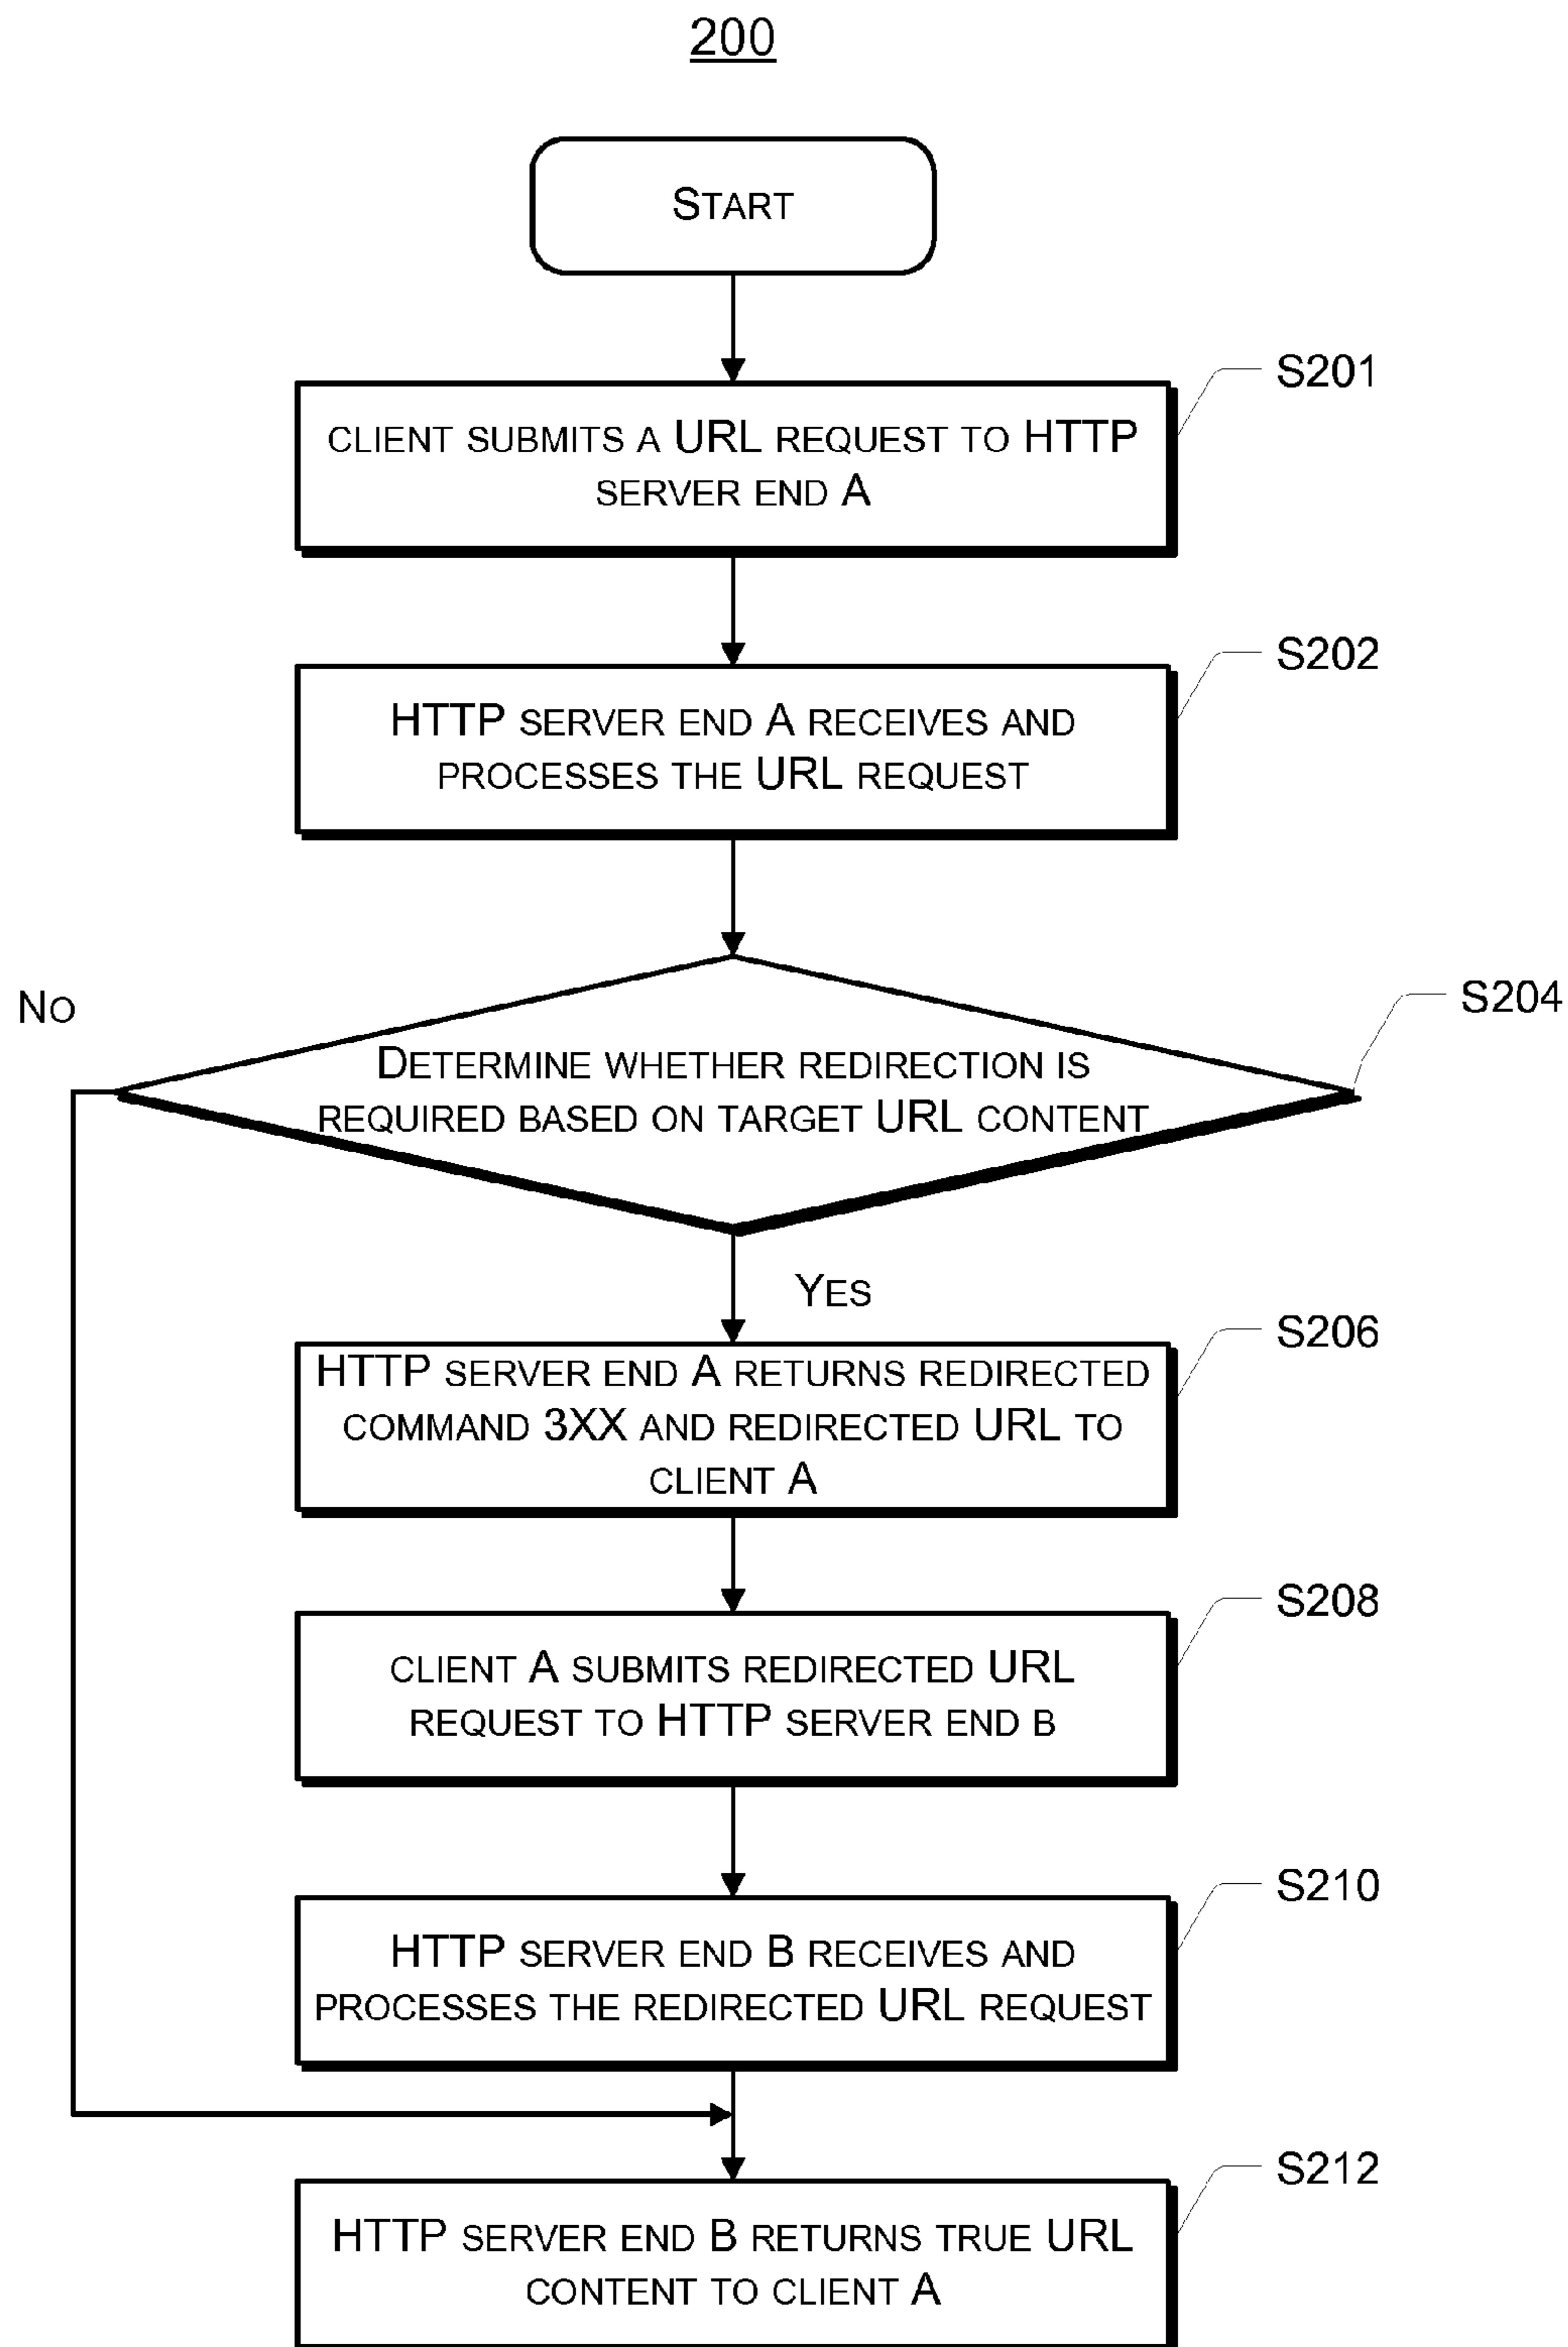 200
START
S201
CLIENT SUBMITS A URL REQUEST TO HTTP
SERVER END A
S202
HTTP SERVER END A RECEIVES AND
PROCESSES THE URL REQUEST
NO
S204
DETERMINE WHETHER REDIRECTION IS
REQUIRED BASED ON TARGET URL CONTENT
YES
S206
HTTP SERVER END A RETURNS REDIRECTED
COMMAND 3XX AND REDIRECTED URL TO
CLIENT A
S208
CLIENT A SUBMITS REDIRECTED URL
REQUEST TO HTTP SERVER END B
S210
HTTP SERVER END B RECEIVES AND
PROCESSES THE REDIRECTED URL REQUEST
S212
HTTP SERVER END B RETURNS TRUE URL
CONTENT TO CLIENT A